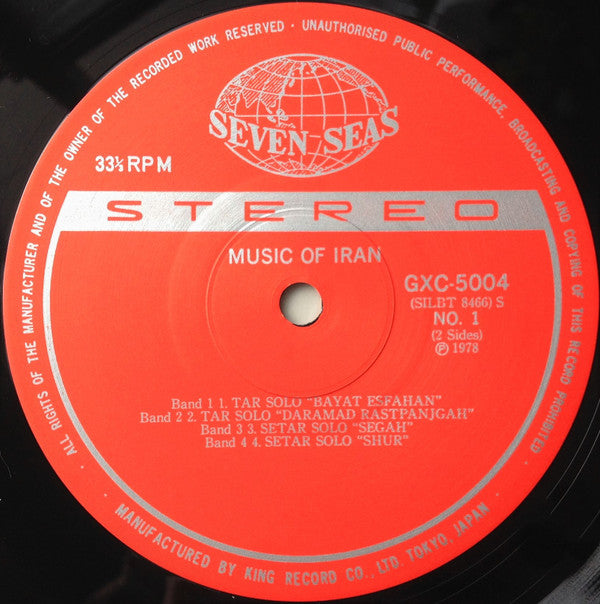 · ALL RIGHTS OF THE MANUFACTURER AND OF THE OWNER OF THE RECORDED WORK RESERVED · UNAUTHORISED PUBLIC PERFORMANCE, BROADCASTING AND COPYING OF THIS RECORD PROHIBITED ·
SEVEN-SEAS
33⅓ RPM
STEREO
MUSIC OF IRAN
GXC-5004
(SILBT 8466) S
NO. 1
(2 Sides)
Ⓟ 1978
Band 1 1. TAR SOLO "BAYAT ESFAHAN"
Band 2 2. TAR SOLO "DARAMAD RASTPANJGAH"
Band 3 3. SETAR SOLO "SEGAH"
Band 4 4. SETAR SOLO "SHUR"
MANUFACTURED BY KING RECORD CO., LTD. TOKYO, JAPAN